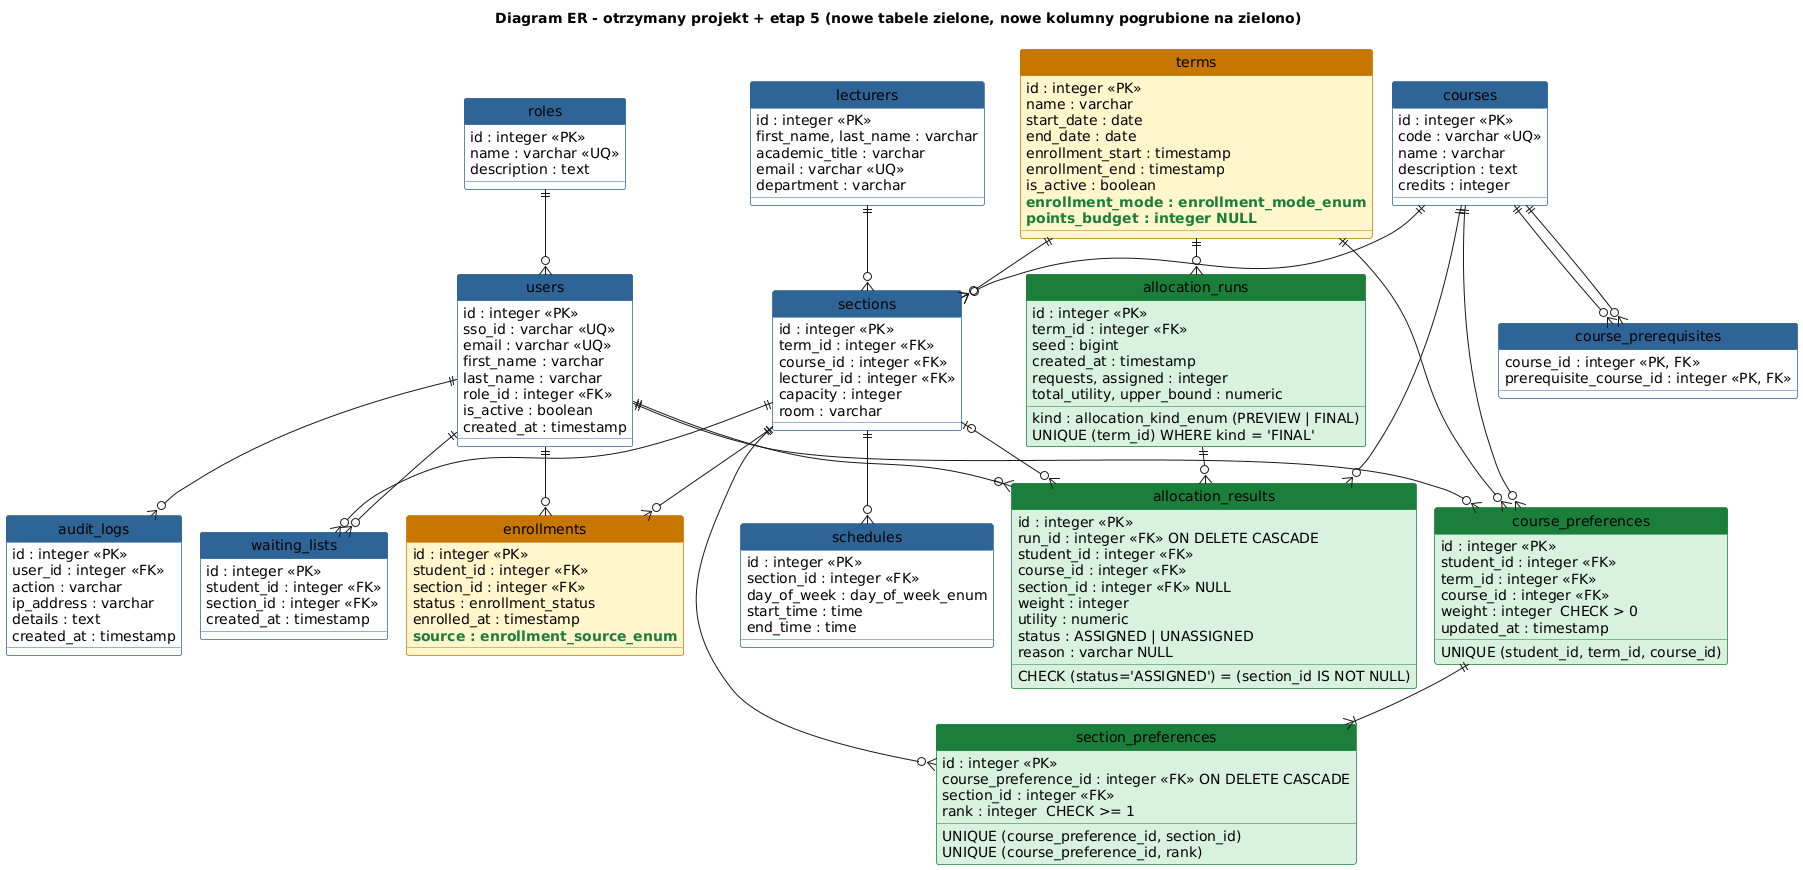 Diagram ER - otrzymany projekt + etap 5 (nowe tabele zielone, nowe kolumny pogrubione na zielono)
roles
id : integer «PK»
name : varchar «UQ»
description : text
lecturers
id : integer «PK»
first_name, last_name : varchar
academic_title : varchar
email : varchar «UQ»
department : varchar
terms
id : integer «PK»
name : varchar
start_date : date
end_date : date
enrollment_start : timestamp
enrollment_end : timestamp
is_active : boolean
enrollment_mode : enrollment_mode_enum
points_budget : integer NULL
courses
id : integer «PK»
code : varchar «UQ»
name : varchar
description : text
credits : integer
users
id : integer «PK»
sso_id : varchar «UQ»
email : varchar «UQ»
first_name : varchar
last_name : varchar
role_id : integer «FK»
is_active : boolean
created_at : timestamp
sections
id : integer «PK»
term_id : integer «FK»
course_id : integer «FK»
lecturer_id : integer «FK»
capacity : integer
room : varchar
allocation_runs
id : integer «PK»
term_id : integer «FK»
seed : bigint
created_at : timestamp
requests, assigned : integer
total_utility, upper_bound : numeric
kind : allocation_kind_enum (PREVIEW | FINAL)
UNIQUE (term_id) WHERE kind = 'FINAL'
course_prerequisites
course_id : integer «PK, FK»
prerequisite_course_id : integer «PK, FK»
audit_logs
id : integer «PK»
user_id : integer «FK»
action : varchar
ip_address : varchar
details : text
created_at : timestamp
waiting_lists
id : integer «PK»
student_id : integer «FK»
section_id : integer «FK»
created_at : timestamp
enrollments
id : integer «PK»
student_id : integer «FK»
section_id : integer «FK»
status : enrollment_status
enrolled_at : timestamp
source : enrollment_source_enum
schedules
id : integer «PK»
section_id : integer «FK»
day_of_week : day_of_week_enum
start_time : time
end_time : time
allocation_results
id : integer «PK»
run_id : integer «FK» ON DELETE CASCADE
student_id : integer «FK»
course_id : integer «FK»
section_id : integer «FK» NULL
weight : integer
utility : numeric
status : ASSIGNED | UNASSIGNED
reason : varchar NULL
CHECK (status='ASSIGNED') = (section_id IS NOT NULL)
course_preferences
id : integer «PK»
student_id : integer «FK»
term_id : integer «FK»
course_id : integer «FK»
weight : integer  CHECK > 0
updated_at : timestamp
UNIQUE (student_id, term_id, course_id)
section_preferences
id : integer «PK»
course_preference_id : integer «FK» ON DELETE CASCADE
section_id : integer «FK»
rank : integer  CHECK >= 1
UNIQUE (course_preference_id, section_id)
UNIQUE (course_preference_id, rank)